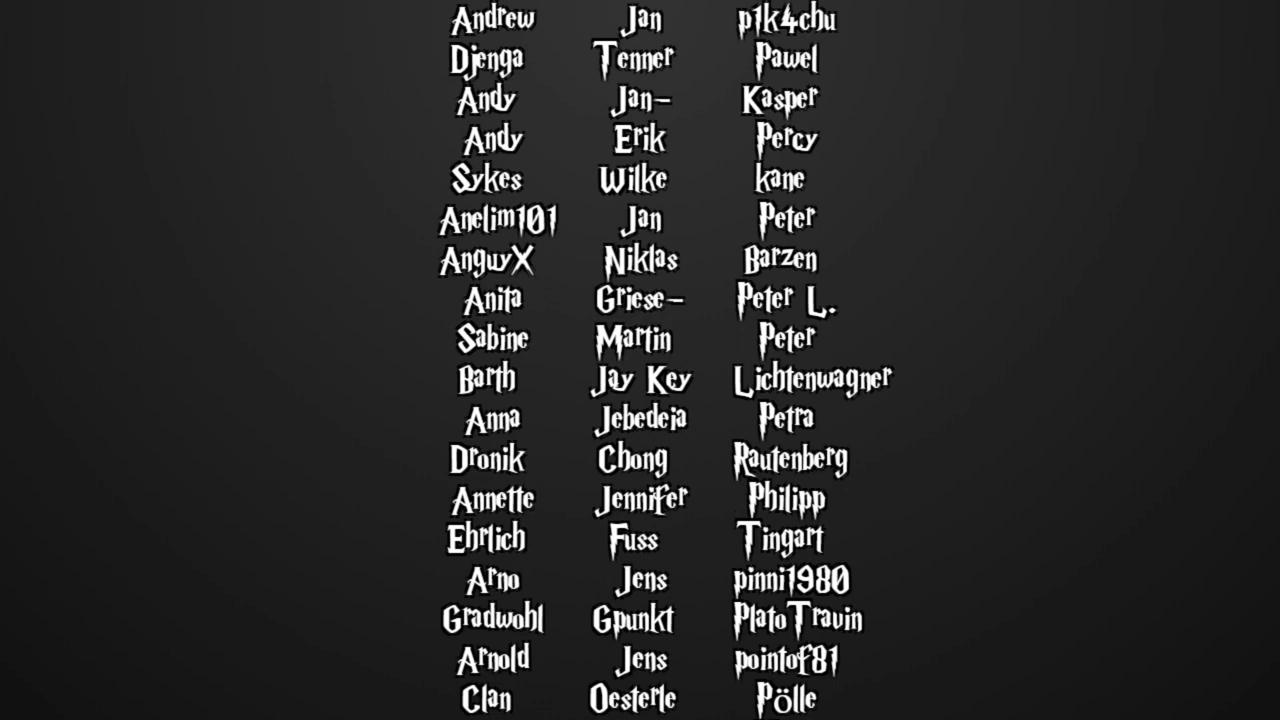 Andrew Jan p1k4chu
Djenga Tenner Pawel
Andy Jan- Kasper
Andy Erik Percy
Sykes Wilke kane
Anelim101 Jan Peter
AnguyX Niklas Barzen
Anita Griese- Peter L.
Sabine Martin Peter
Barth Jay Key Lichtenwagner
Anna Jebedeia Petra
Dronik Chong Rautenberg
Annette Jennifer Philipp
Ehrlich Fuss Tingart
Arno Jens pinni1980
Gradwohl Gpunkt PlatoTravin
Arnold Jens pointof81
Clan Oesterle Pölle